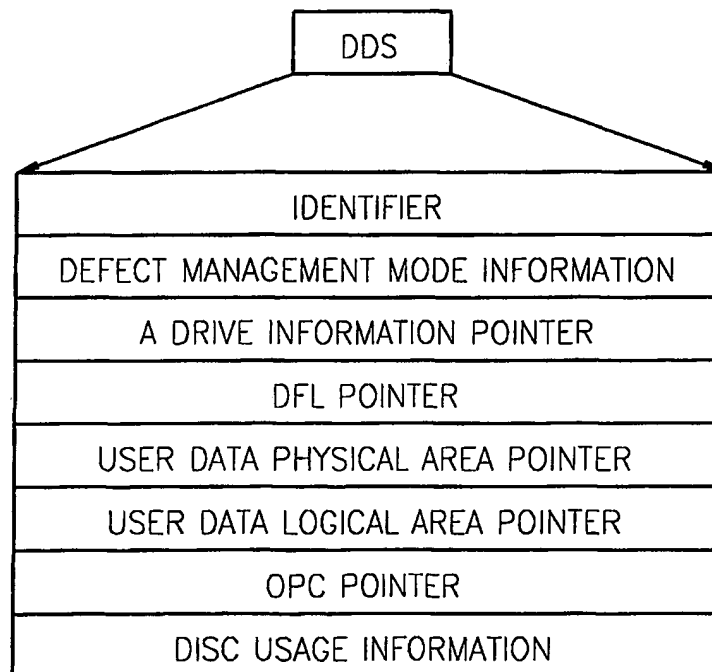 DDS
IDENTIFIER
DEFECT MANAGEMENT MODE INFORMATION
A DRIVE INFORMATION POINTER
DFL POINTER
USER DATA PHYSICAL AREA POINTER
USER DATA LOGICAL AREA POINTER
OPC POINTER
DISC USAGE INFORMATION